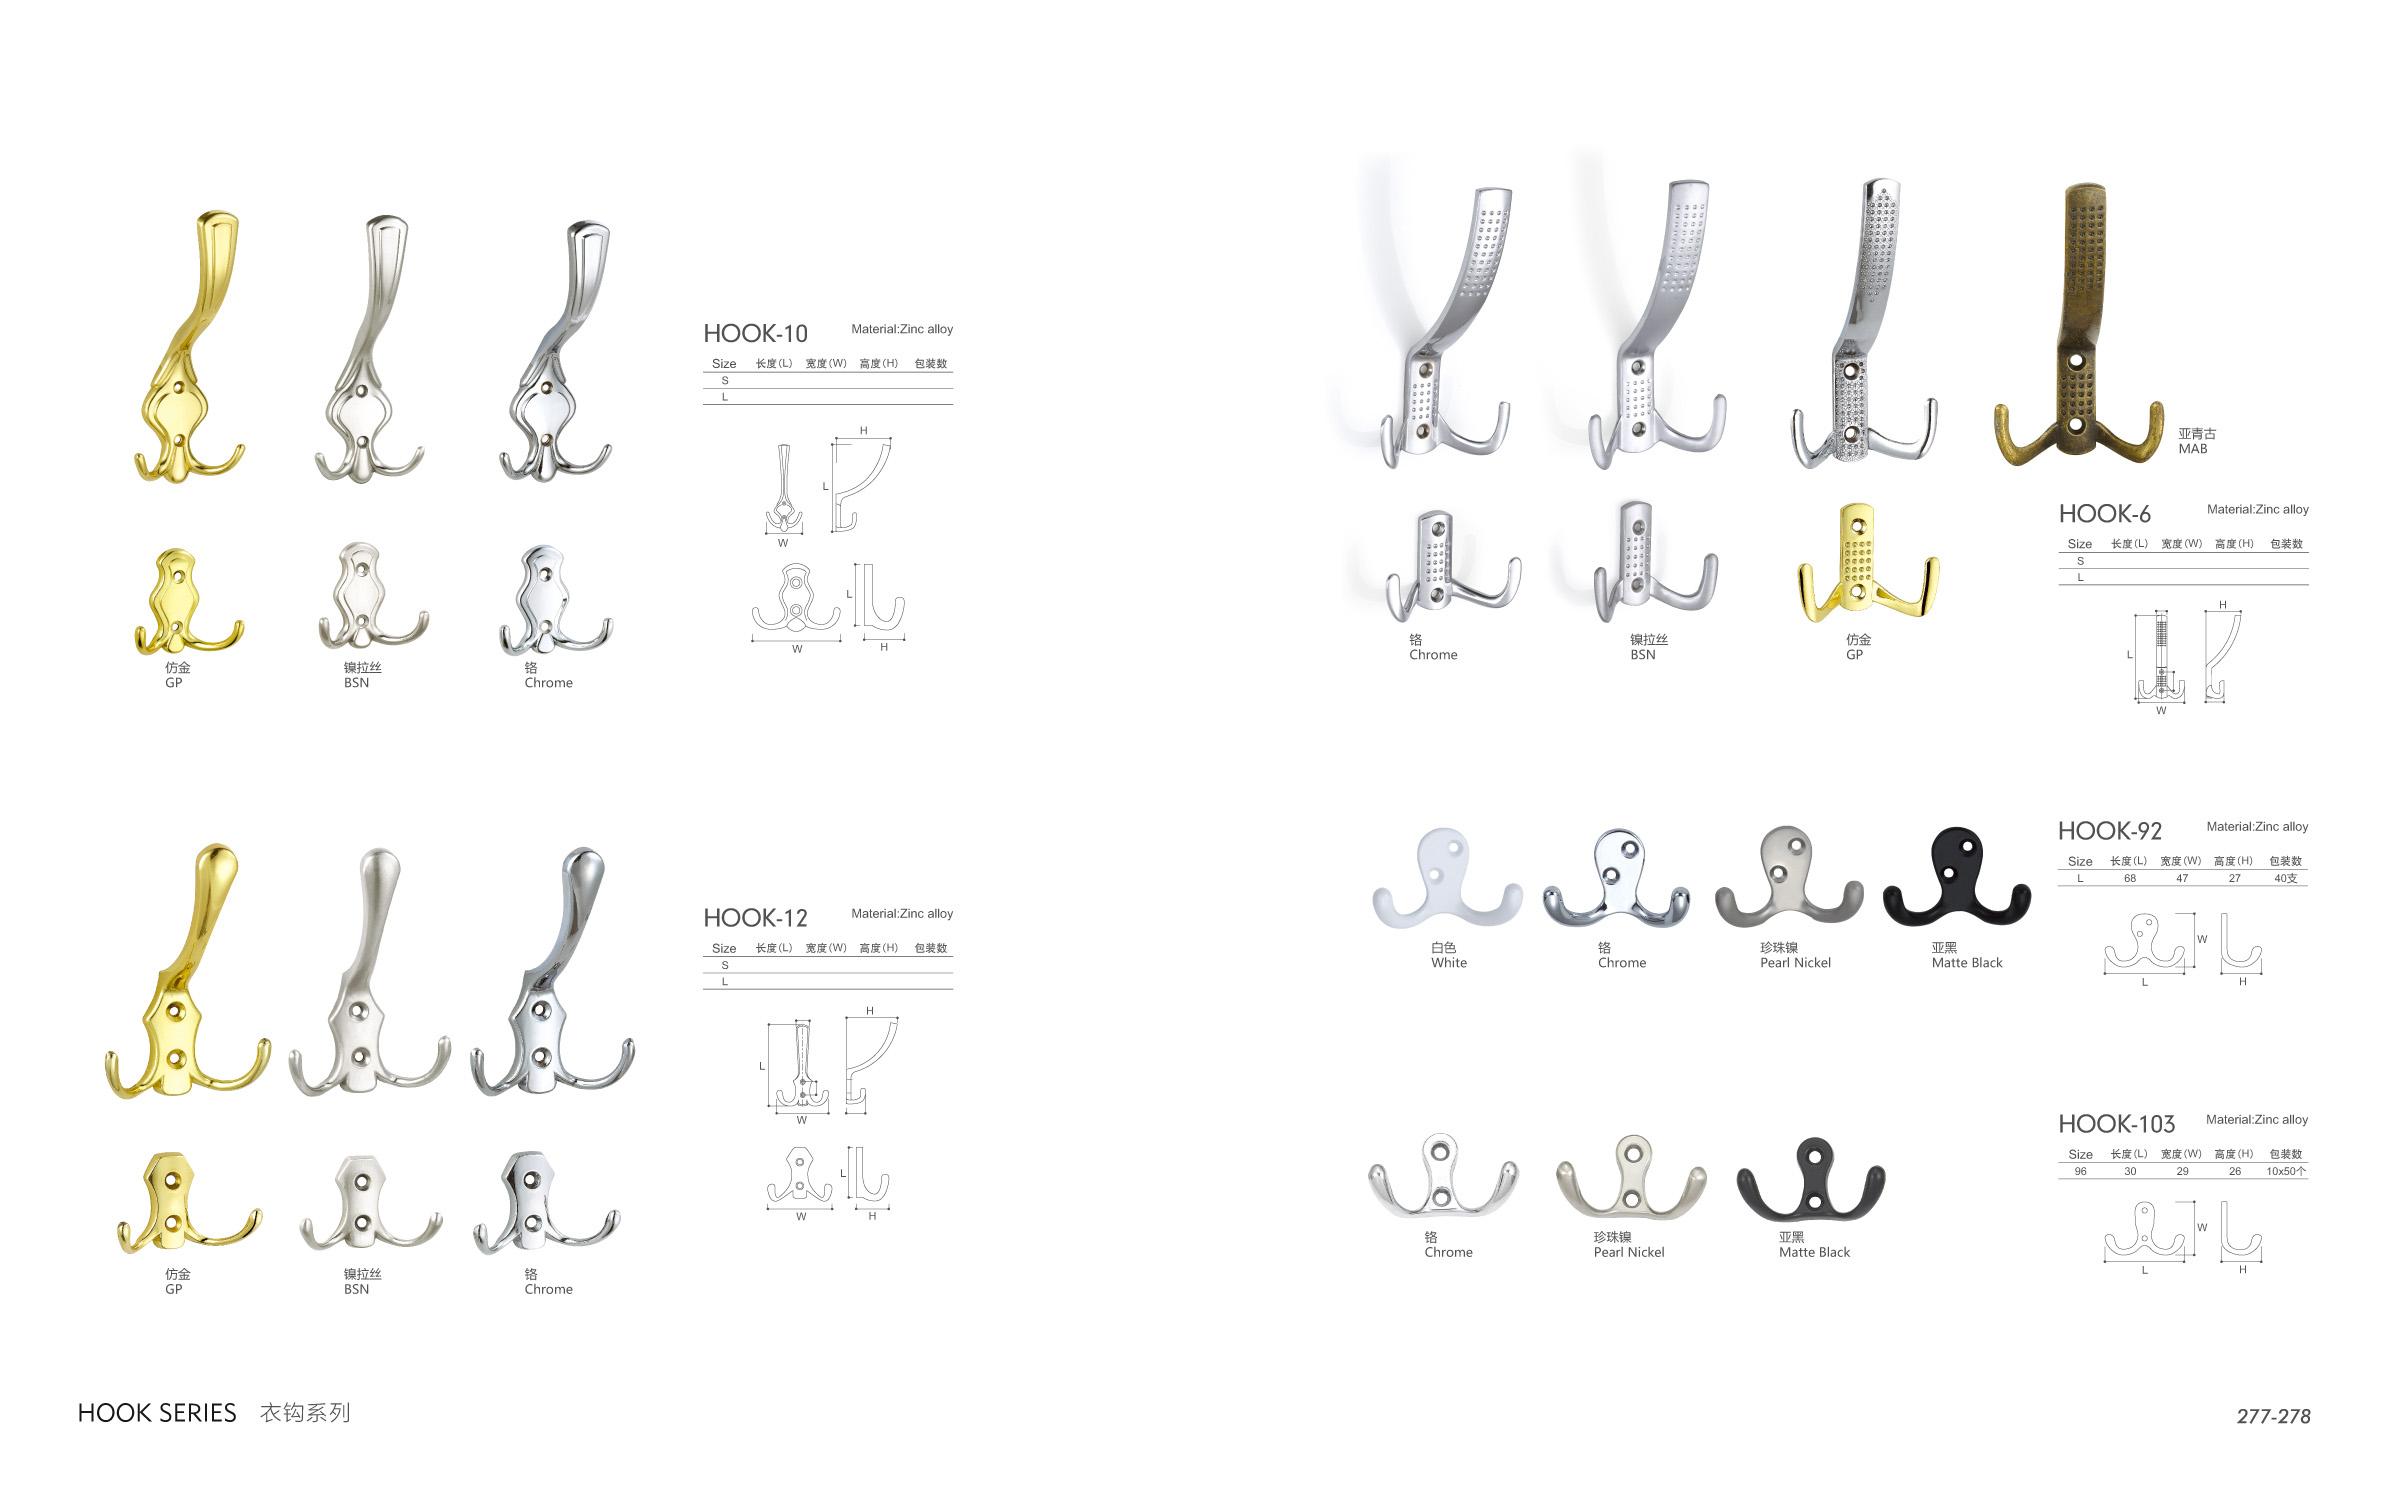 HOOK-10 Material:Zinc alloy
Size 长度(L) 宽度(W) 高度(H) 包装数
S
L
H
L
W
L
W
H
仿金
GP
镍拉丝
BSN
铬
Chrome
HOOK-12 Material:Zinc alloy
Size 长度(L) 宽度(W) 高度(H) 包装数
S
L
H
L
W
L
W
H
仿金
GP
镍拉丝
BSN
铬
Chrome
亚青古
MAB
HOOK-6 Material:Zinc alloy
Size 长度(L) 宽度(W) 高度(H) 包装数
S
L
H
L
W
铬
Chrome
镍拉丝
BSN
仿金
GP
HOOK-92 Material:Zinc alloy
Size 长度(L) 宽度(W) 高度(H) 包装数
L 68 47 27 40支
W
L
H
白色
White
铬
Chrome
珍珠镍
Pearl Nickel
亚黑
Matte Black
HOOK-103 Material:Zinc alloy
Size 长度(L) 宽度(W) 高度(H) 包装数
96 30 29 26 10x50个
W
L
H
铬
Chrome
珍珠镍
Pearl Nickel
亚黑
Matte Black
HOOK SERIES 衣钩系列
277-278